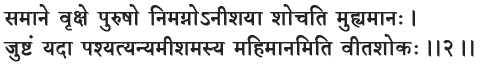 समाने वृक्षे पुरुषो निमग्नोऽनीशया शोचति मुह्यमानः।
जुष्टं यदा पश्यत्यन्यमीशमस्य महिमानमिति वीतशोकः।।२।।